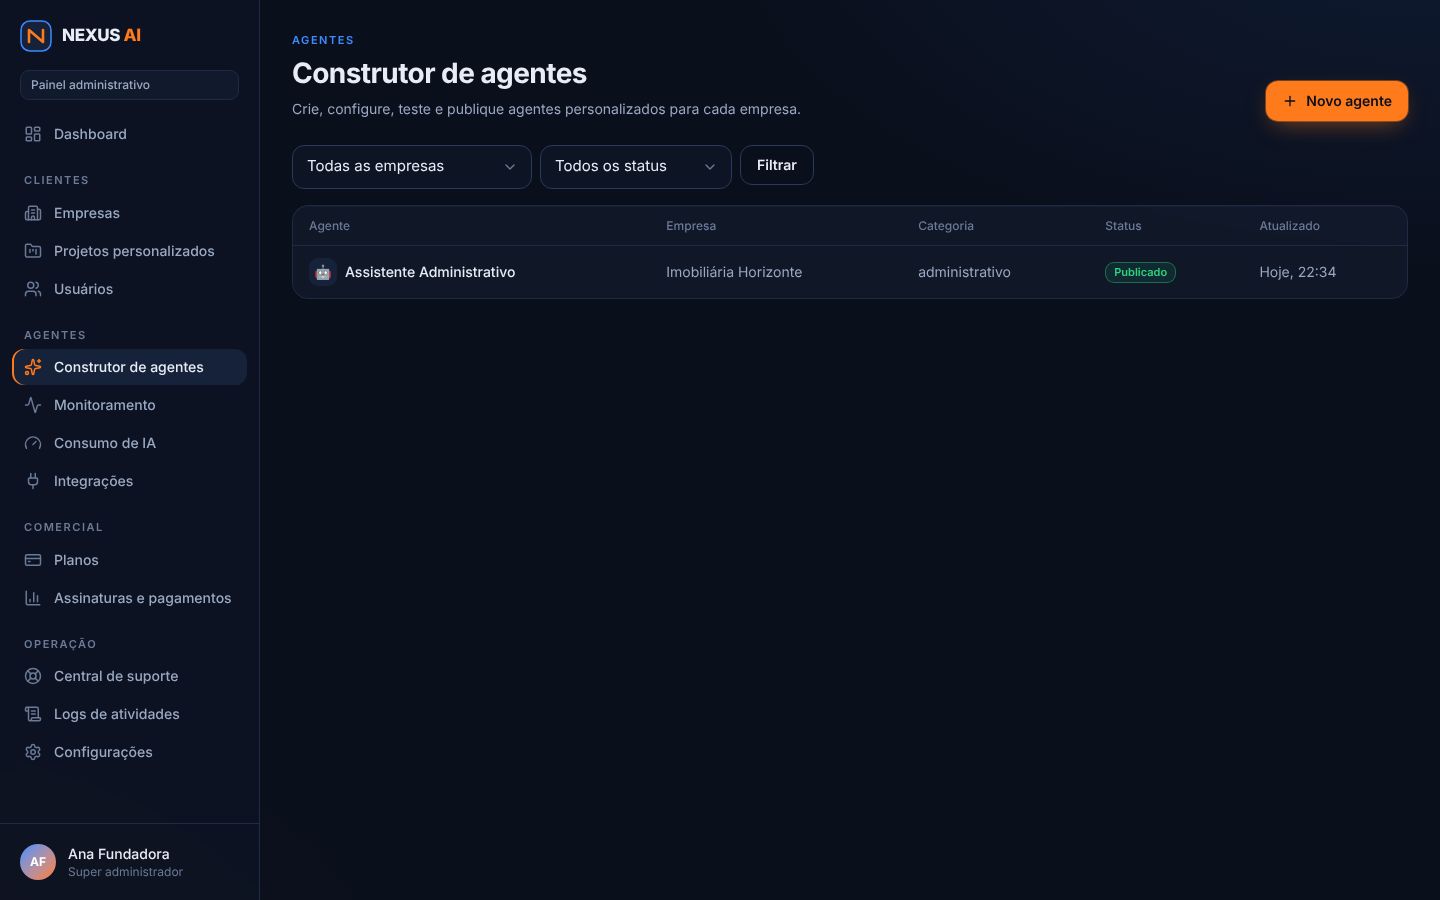 NEXUS AI
Painel administrativo
Dashboard
CLIENTES
Empresas
Projetos personalizados
Usuários
AGENTES
Construtor de agentes
Monitoramento
Consumo de IA
Integrações
COMERCIAL
Planos
Assinaturas e pagamentos
OPERAÇÃO
Central de suporte
Logs de atividades
Configurações
AF
Ana Fundadora
Super administrador
AGENTES
Construtor de agentes
Crie, configure, teste e publique agentes personalizados para cada empresa.
Novo agente
Todas as empresas
Todos os status
Filtrar
Agente Empresa Categoria Status Atualizado
Assistente Administrativo Imobiliária Horizonte administrativo Publicado Hoje, 22:34